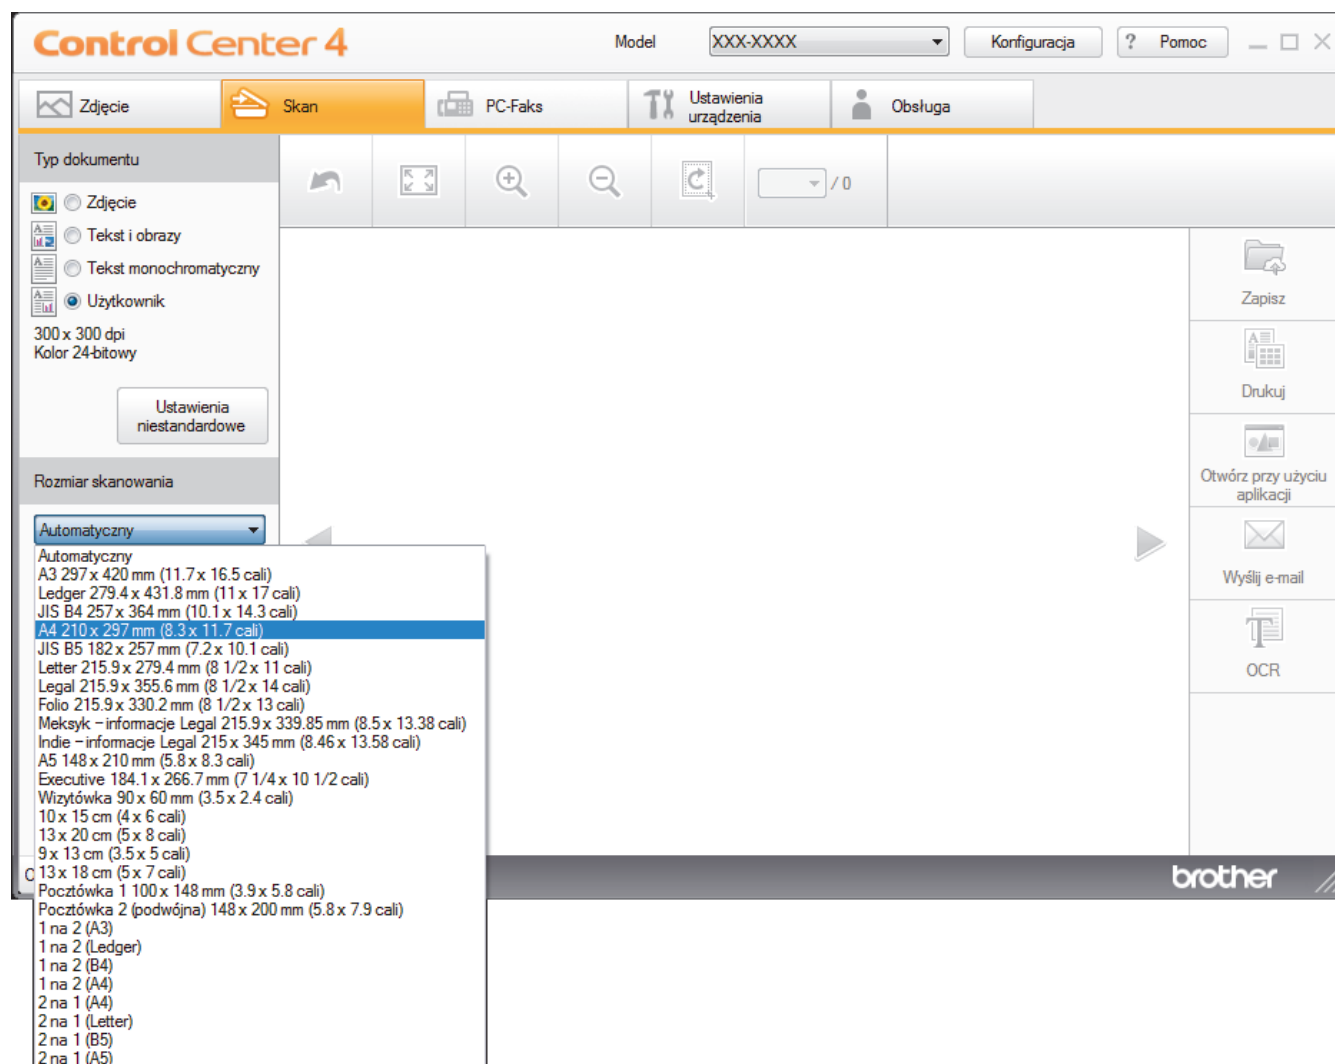 Control Center 4
Model
XXX-XXXX
Konfiguracja
? Pomoc
Zdjęcie
Skan
PC-Faks
Ustawienia
urządzenia
Obsługa
Typ dokumentu
Zdjęcie
Tekst i obrazy
Tekst monochromatyczny
Użytkownik
300 x 300 dpi
Kolor 24-bitowy
Ustawienia
niestandardowe
/ 0
Rozmiar skanowania
Automatyczny
Automatyczny
A3 297 x 420 mm (11.7 x 16.5 cali)
Ledger 279.4 x 431.8 mm (11 x 17 cali)
JIS B4 257 x 364 mm (10.1 x 14.3 cali)
A4 210 x 297 mm (8.3 x 11.7 cali)
JIS B5 182 x 257 mm (7.2 x 10.1 cali)
Letter 215.9 x 279.4 mm (8 1/2 x 11 cali)
Legal 215.9 x 355.6 mm (8 1/2 x 14 cali)
Folio 215.9 x 330.2 mm (8 1/2 x 13 cali)
Meksyk – informacje Legal 215.9 x 339.85 mm (8.5 x 13.38 cali)
Indie – informacje Legal 215 x 345 mm (8.46 x 13.58 cali)
A5 148 x 210 mm (5.8 x 8.3 cali)
Executive 184.1 x 266.7 mm (7 1/4 x 10 1/2 cali)
Wizytówka 90 x 60 mm (3.5 x 2.4 cali)
10 x 15 cm (4 x 6 cali)
13 x 20 cm (5 x 8 cali)
9 x 13 cm (3.5 x 5 cali)
13 x 18 cm (5 x 7 cali)
Pocztówka 1 100 x 148 mm (3.9 x 5.8 cali)
Pocztówka 2 (podwójna) 148 x 200 mm (5.8 x 7.9 cali)
1 na 2 (A3)
1 na 2 (Ledger)
1 na 2 (B4)
1 na 2 (A4)
2 na 1 (A4)
2 na 1 (Letter)
2 na 1 (B5)
2 na 1 (A5)
Zapisz
Drukuj
Otwórz przy użyciu
aplikacji
Wyślij e-mail
OCR
brother